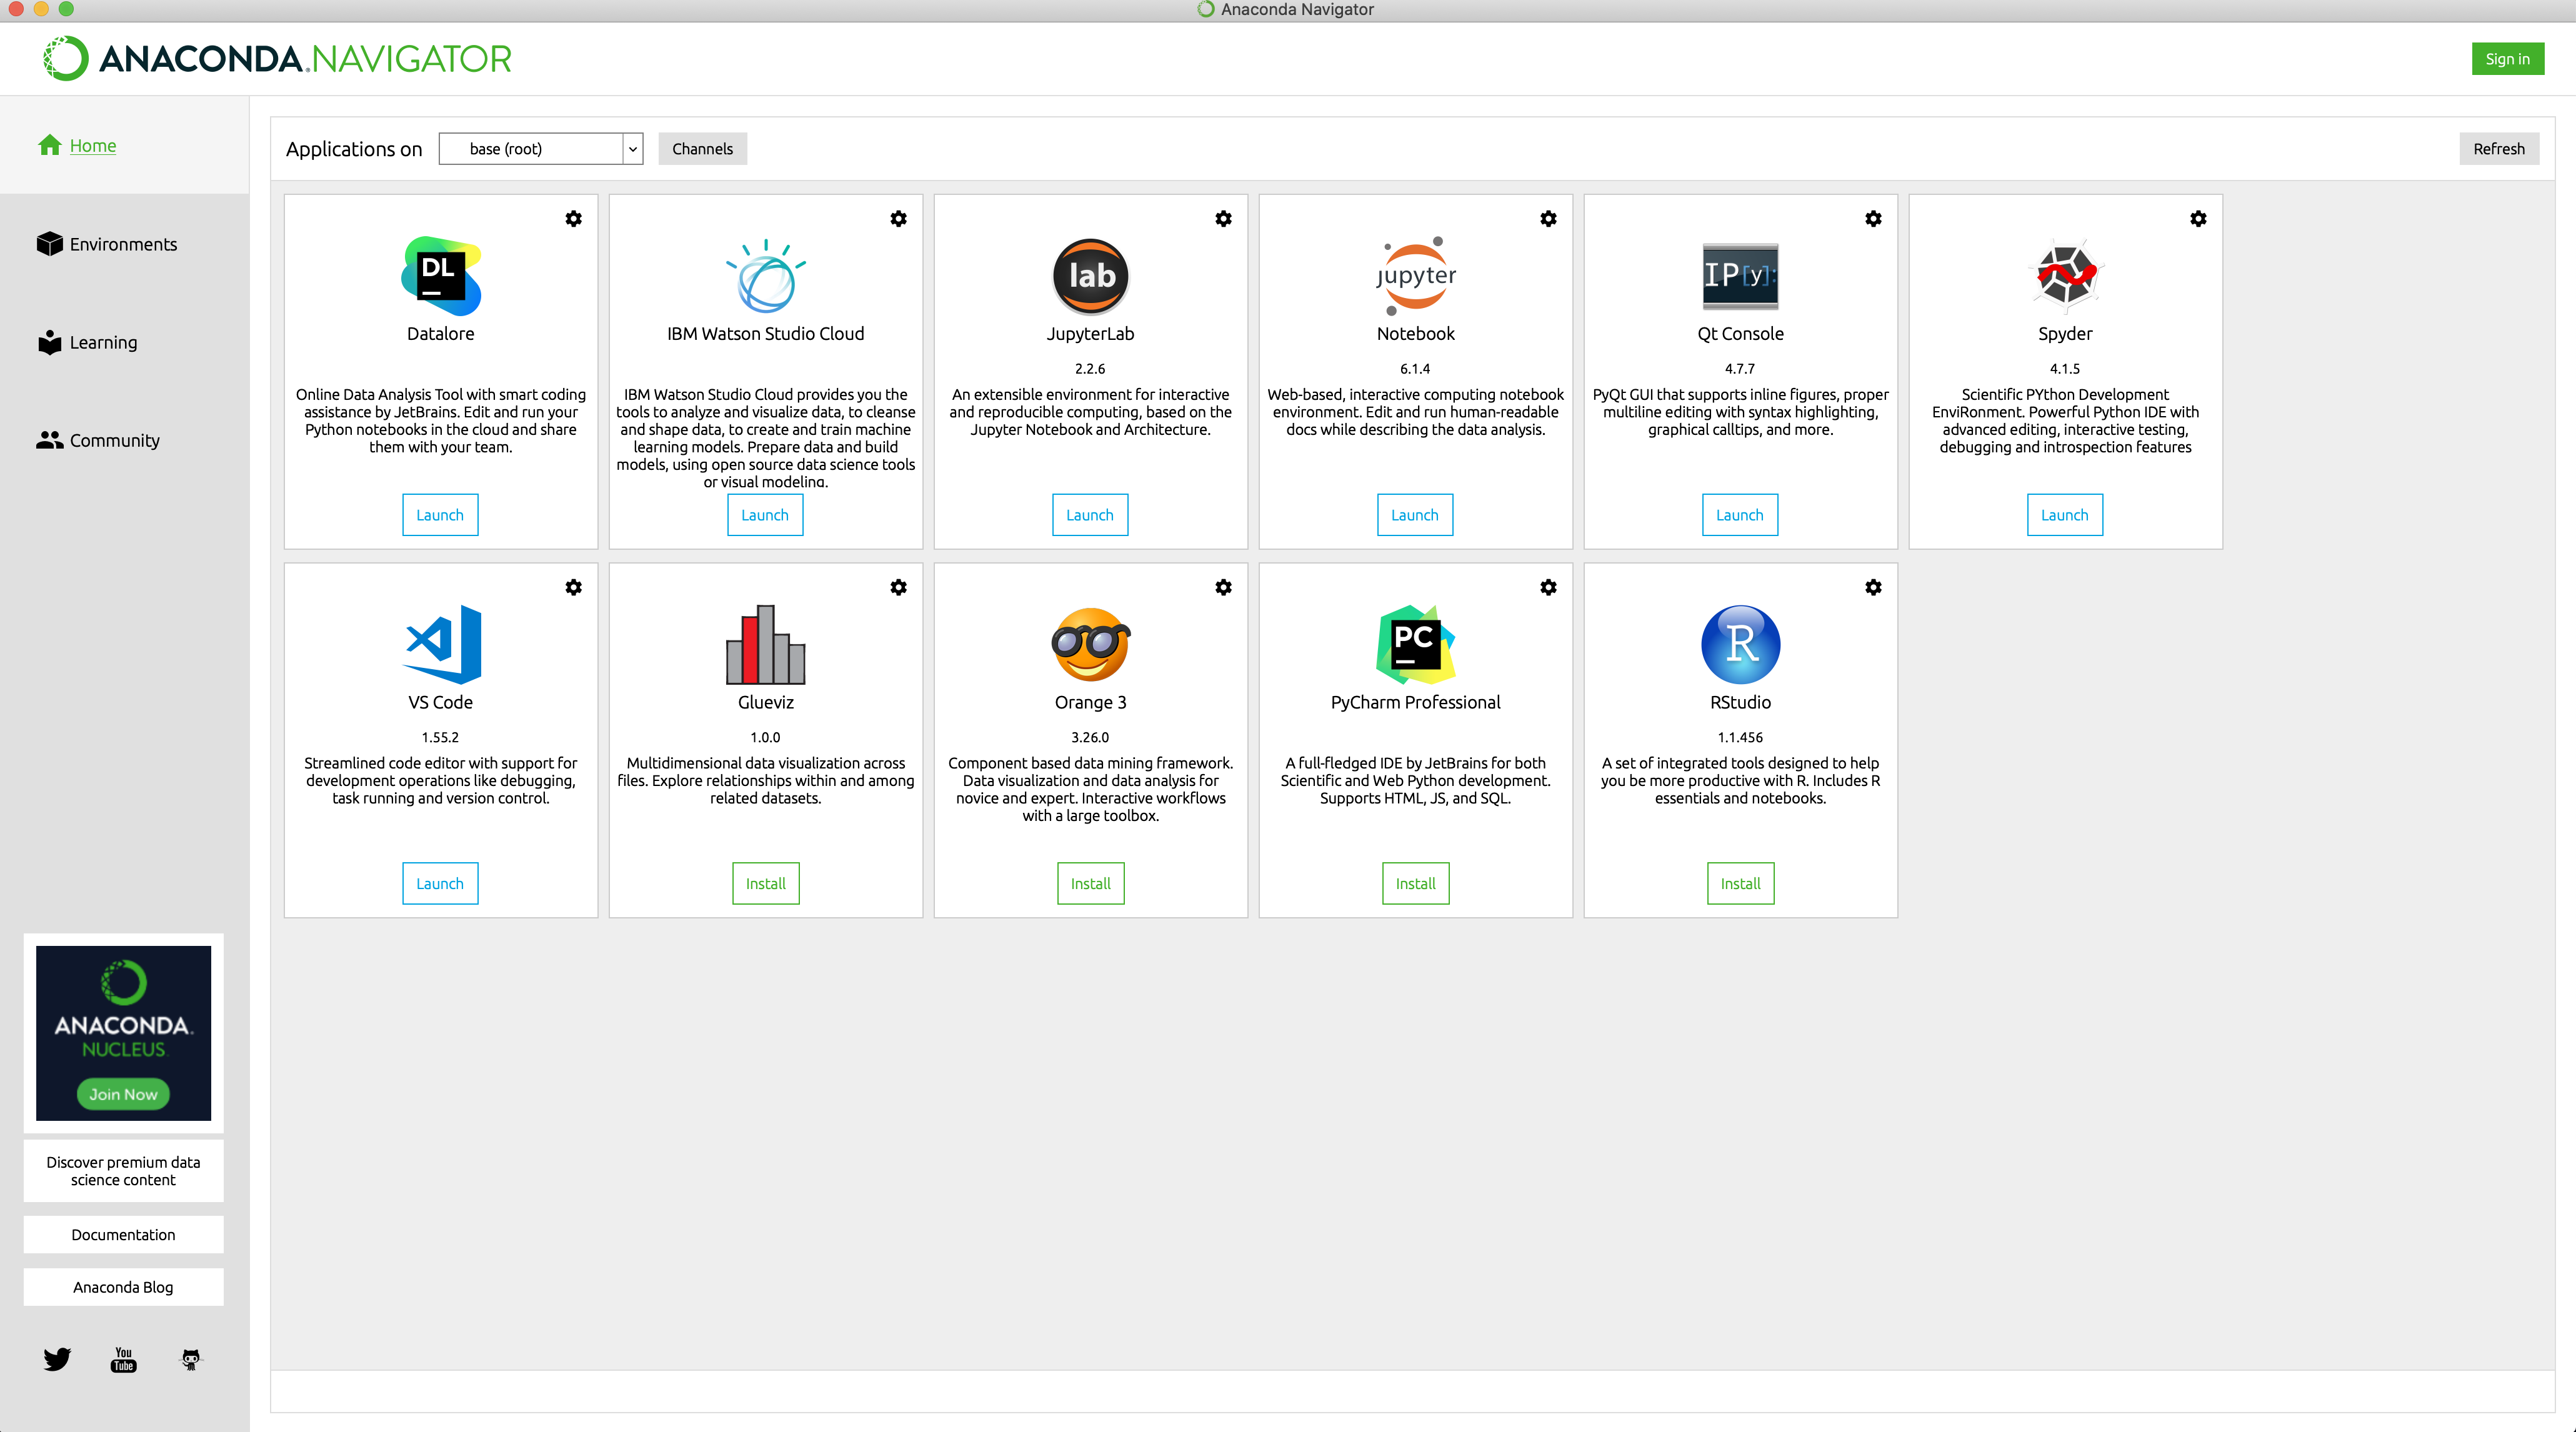 Anaconda Navigator
ANACONDA.NAVIGATOR
Sign in
Home
Environments
Learning
Community
Applications on
base (root)
Channels
Refresh
DL
Datalore
Online Data Analysis Tool with smart coding
assistance by JetBrains. Edit and run your
Python notebooks in the cloud and share
them with your team.
Launch
IBM Watson Studio Cloud
IBM Watson Studio Cloud provides you the
tools to analyze and visualize data, to cleanse
and shape data, to create and train machine
learning models. Prepare data and build
models, using open source data science tools
or visual modeling.
Launch
lab
JupyterLab
2.2.6
An extensible environment for interactive
and reproducible computing, based on the
Jupyter Notebook and Architecture.
Launch
jupyter
Notebook
6.1.4
Web-based, interactive computing notebook
environment. Edit and run human-readable
docs while describing the data analysis.
Launch
IP[y]:
Qt Console
4.7.7
PyQt GUI that supports inline figures, proper
multiline editing with syntax highlighting,
graphical calltips, and more.
Launch
Spyder
4.1.5
Scientific PYthon Development
EnviRonment. Powerful Python IDE with
advanced editing, interactive testing,
debugging and introspection features
Launch
VS Code
1.55.2
Streamlined code editor with support for
development operations like debugging,
task running and version control.
Launch
Glueviz
1.0.0
Multidimensional data visualization across
files. Explore relationships within and among
related datasets.
Install
Orange 3
3.26.0
Component based data mining framework.
Data visualization and data analysis for
novice and expert. Interactive workflows
with a large toolbox.
Install
PC
PyCharm Professional
A full-fledged IDE by JetBrains for both
Scientific and Web Python development.
Supports HTML, JS, and SQL.
Install
R
RStudio
1.1.456
A set of integrated tools designed to help
you be more productive with R. Includes R
essentials and notebooks.
Install
ANACONDA.
NUCLEUS
Join Now
Discover premium data
science content
Documentation
Anaconda Blog
You
Tube